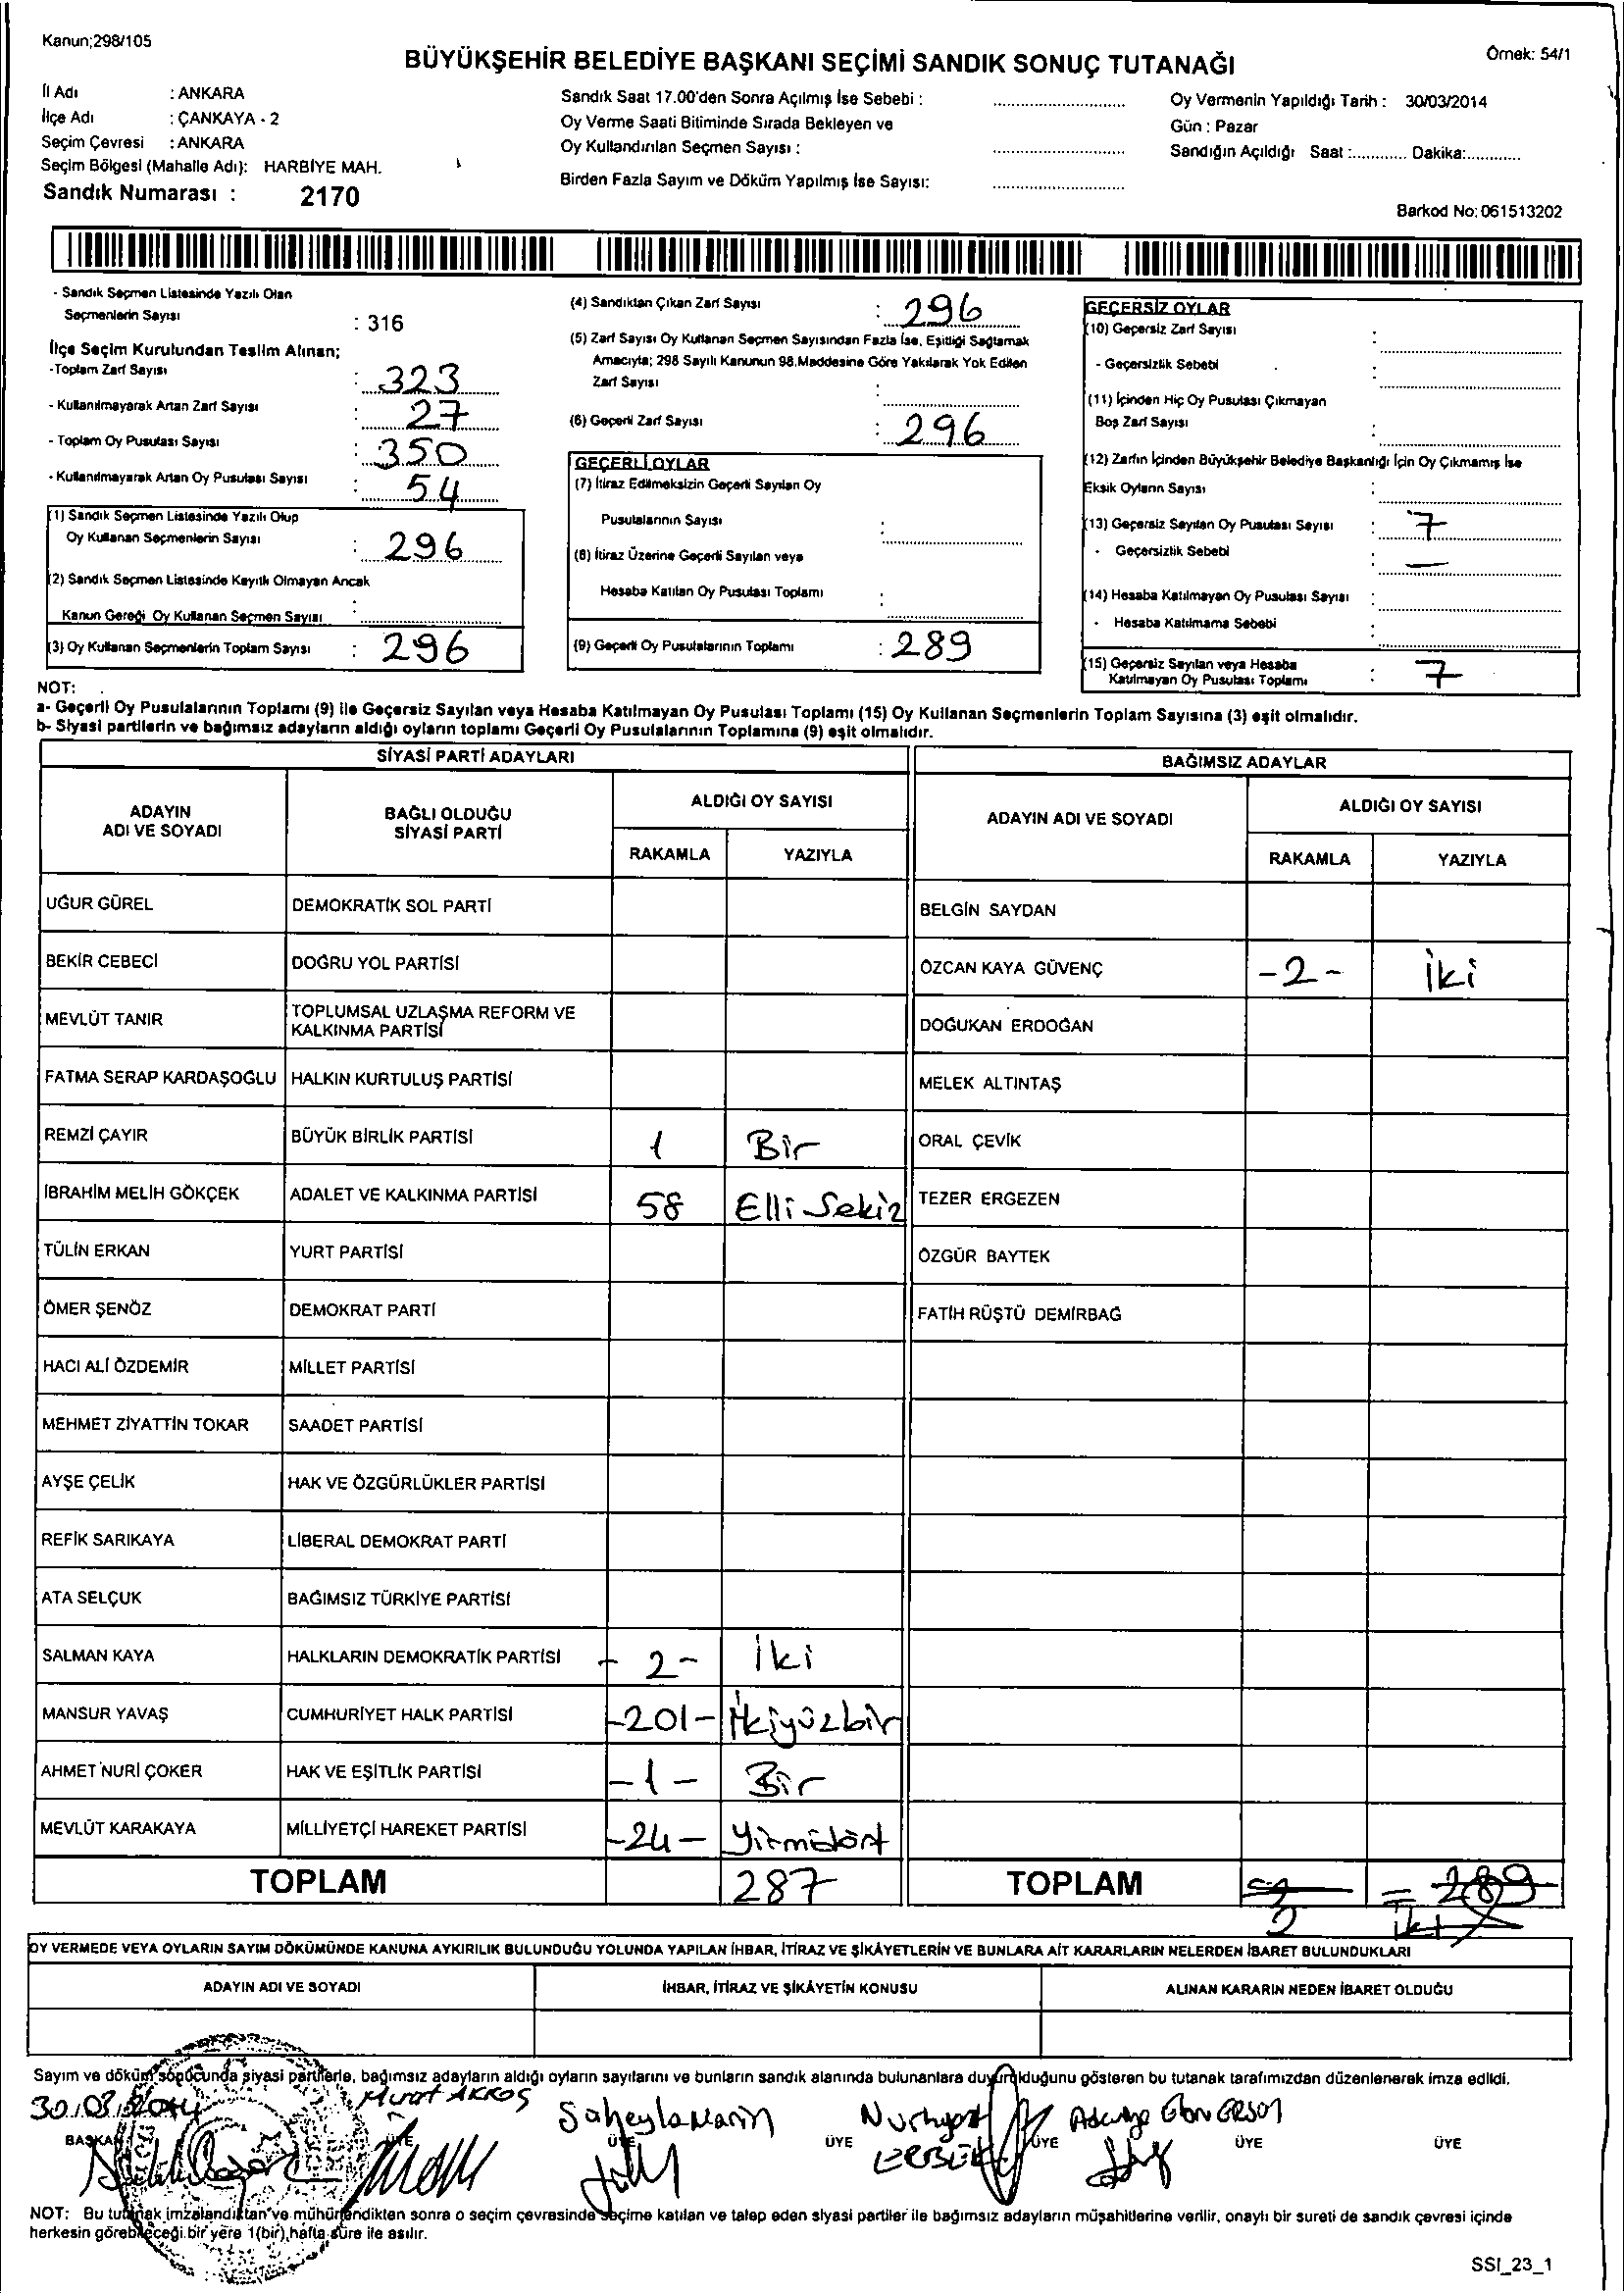 Kanun;298/105
BÜYÜKŞEHİR BELEDİYE BAŞKANI SEÇİMİ SANDIK SONUÇ TUTANAĞI
Örnek: 54/1
İl Adı : ANKARA
İlçe Adı : ÇANKAYA - 2
Seçim Çevresi : ANKARA
Seçim Bölgesi (Mahalle Adı): HARBİYE MAH.
Sandık Numarası : 2170
Sandık Saat 17.00'den Sonra Açılmış İse Sebebi :
Oy Verme Saati Bitiminde Sırada Bekleyen ve
Oy Kullandırılan Seçmen Sayısı :
Birden Fazla Sayım ve Döküm Yapılmış İse Sayısı:
Oy Vermenin Yapıldığı Tarih : 30/03/2014
Gün : Pazar
Sandığın Açıldığı Saat :............ Dakika:............
Barkod No: 061513202
- Sandık Seçmen Listesinde Yazılı Olan
Seçmenlerin Sayısı : 316
İlçe Seçim Kurulundan Teslim Alınan;
-Toplam Zarf Sayısı : 323
- Kullanılmayarak Artan Zarf Sayısı : 27
- Toplam Oy Pusulası Sayısı : 350
- Kullanılmayarak Artan Oy Pusulası Sayısı : 54
(1) Sandık Seçmen Listesinde Yazılı Olup
Oy Kullanan Seçmenlerin Sayısı : 296
(2) Sandık Seçmen Listesinde Kayıtlı Olmayan Ancak
Kanun Gereği Oy Kullanan Seçmen Sayısı :
(3) Oy Kullanan Seçmenlerin Toplam Sayısı : 296
(4) Sandıktan Çıkan Zarf Sayısı : 296
(5) Zarf Sayısı Oy Kullanan Seçmen Sayısından Fazla İse, Eşitliği Sağlamak
Amacıyla; 298 Sayılı Kanunun 98.Maddesine Göre Yakılarak Yok Edilen
Zarf Sayısı :
(6) Geçerli Zarf Sayısı : 296
GEÇERLİ OYLAR
(7) İtiraz Edilmeksizin Geçerli Sayılan Oy
Pusulalarının Sayısı :
(8) İtiraz Üzerine Geçerli Sayılan veya
Hesaba Katılan Oy Pusulası Toplamı :
(9) Geçerli Oy Pusulalarının Toplamı : 289
GEÇERSİZ OYLAR
(10) Geçersiz Zarf Sayısı :
- Geçersizlik Sebebi :
(11) İçinden Hiç Oy Pusulası Çıkmayan
Boş Zarf Sayısı :
(12) Zarfın İçinden Büyükşehir Belediye Başkanlığı İçin Oy Çıkmamış İse
Eksik Oyların Sayısı :
(13) Geçersiz Sayılan Oy Pusulası Sayısı : 7
- Geçersizlik Sebebi : —
(14) Hesaba Katılmayan Oy Pusulası Sayısı :
- Hesaba Katılmama Sebebi :
(15) Geçersiz Sayılan veya Hesaba
Katılmayan Oy Pusulası Toplamı : 7
NOT:
a- Geçerli Oy Pusulalarının Toplamı (9) ile Geçersiz Sayılan veya Hesaba Katılmayan Oy Pusulası Toplamı (15) Oy Kullanan Seçmenlerin Toplam Sayısına (3) eşit olmalıdır.
b- Siyasi partilerin ve bağımsız adayların aldığı oyların toplamı Geçerli Oy Pusulalarının Toplamına (9) eşit olmalıdır.
SİYASİ PARTİ ADAYLARI
BAĞIMSIZ ADAYLAR
ADAYIN
ADI VE SOYADI
BAĞLI OLDUĞU
SİYASİ PARTİ
ALDIĞI OY SAYISI
RAKAMLA YAZIYLA
ADAYIN ADI VE SOYADI
ALDIĞI OY SAYISI
RAKAMLA YAZIYLA
UĞUR GÜREL DEMOKRATİK SOL PARTİ BELGİN SAYDAN
BEKİR CEBECİ DOĞRU YOL PARTİSİ ÖZCAN KAYA GÜVENÇ -2- İki
MEVLÜT TANIR TOPLUMSAL UZLAŞMA REFORM VE
KALKINMA PARTİSİ DOĞUKAN ERDOĞAN
FATMA SERAP KARDAŞOĞLU HALKIN KURTULUŞ PARTİSİ MELEK ALTINTAŞ
REMZİ ÇAYIR BÜYÜK BİRLİK PARTİSİ 1 Bir ORAL ÇEVİK
İBRAHİM MELİH GÖKÇEK ADALET VE KALKINMA PARTİSİ 58 Elli Sekiz TEZER ERGEZEN
TÜLİN ERKAN YURT PARTİSİ ÖZGÜR BAYTEK
ÖMER ŞENÖZ DEMOKRAT PARTİ FATİH RÜŞTÜ DEMİRBAĞ
HACI ALİ ÖZDEMİR MİLLET PARTİSİ
MEHMET ZİYATTİN TOKAR SAADET PARTİSİ
AYŞE ÇELİK HAK VE ÖZGÜRLÜKLER PARTİSİ
REFİK SARIKAYA LİBERAL DEMOKRAT PARTİ
ATA SELÇUK BAĞIMSIZ TÜRKİYE PARTİSİ
SALMAN KAYA HALKLARIN DEMOKRATİK PARTİSİ - 2 - İki
MANSUR YAVAŞ CUMHURİYET HALK PARTİSİ -201- İkiyüzbir
AHMET NURİ ÇOKER HAK VE EŞİTLİK PARTİSİ -1- Bir
MEVLÜT KARAKAYA MİLLİYETÇİ HAREKET PARTİSİ -24- Yirmidört
TOPLAM 287 TOPLAM 289
2 İki
OY VERMEDE VEYA OYLARIN SAYIM DÖKÜMÜNDE KANUNA AYKIRILIK BULUNDUĞU YOLUNDA YAPILAN İHBAR, İTİRAZ VE ŞİKÂYETLERİN VE BUNLARA AİT KARARLARIN NELERDEN İBARET BULUNDUKLARI
ADAYIN ADI VE SOYADI İHBAR, İTİRAZ VE ŞİKÂYETİN KONUSU ALINAN KARARIN NEDEN İBARET OLDUĞU
Sayım ve döküm sonucunda siyasi partilerle, bağımsız adayların aldığı oyların sayılarını ve bunların sandık alanında bulunanlara duyurulduğunu gösteren bu tutanak tarafımızdan düzenlenerek imza edildi.
30.03.2014 Murat AKKOŞ
BAŞKAN ÜYE ÜYE ÜYE ÜYE ÜYE ÜYE
NOT: Bu tutanak imzalandıktan ve mühürlendikten sonra o seçim çevresinde seçime katılan ve talep eden siyasi partiler ile bağımsız adayların müşahitlerine verilir, onaylı bir sureti de sandık çevresi içinde
herkesin görebileceği bir yere 1(bir) hafta süre ile asılır.
SSI_23_1